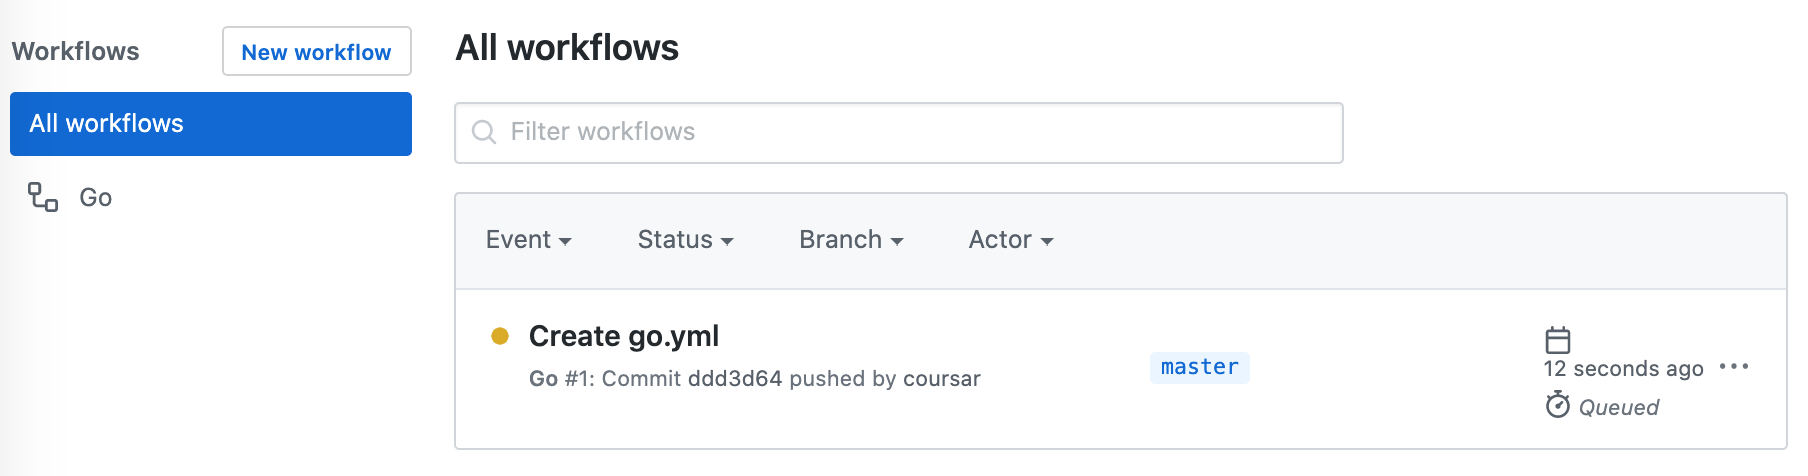 Workflows
New workflow
All workflows
Go
All workflows
Filter workflows
Event
Status
Branch
Actor
Create go.yml
Go #1: Commit ddd3d64 pushed by coursar
master
12 seconds ago
Queued